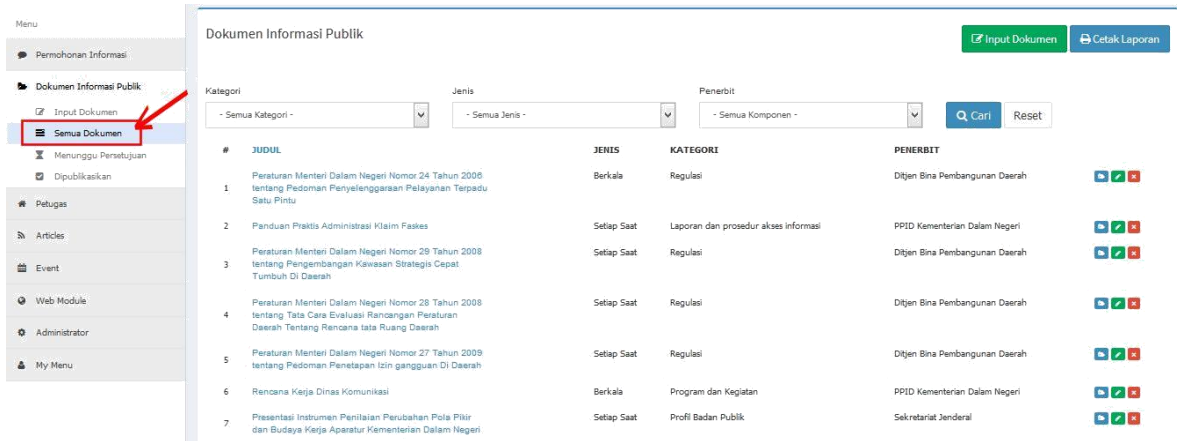 Menu
Permohonan Informasi
Dokumen Informasi Publik
Input Dokumen
Semua Dokumen
Menunggu Persetujuan
Dipublikasikan
Petugas
Articles
Event
Web Module
Administrator
My Menu
Dokumen Informasi Publik
Input Dokumen
Cetak Laporan
Kategori Jenis Penerbit
- Semua Kategori - - Semua Jenis - - Semua Komponen - Cari Reset
# JUDUL JENIS KATEGORI PENERBIT
1 Peraturan Menteri Dalam Negeri Nomor 24 Tahun 2006 Berkala Regulasi Ditjen Bina Pembangunan Daerah
tentang Pedoman Penyelenggaraan Pelayanan Terpadu
Satu Pintu
2 Panduan Praktis Administrasi Klaim Faskes Setiap Saat Laporan dan prosedur akses informasi PPID Kementerian Dalam Negeri
3 Peraturan Menteri Dalam Negeri Nomor 29 Tahun 2008 Setiap Saat Regulasi Ditjen Bina Pembangunan Daerah
tentang Pengembangan Kawasan Strategis Cepat
Tumbuh Di Daerah
4 Peraturan Menteri Dalam Negeri Nomor 28 Tahun 2008 Setiap Saat Regulasi Ditjen Bina Pembangunan Daerah
tentang Tata Cara Evaluasi Rancangan Peraturan
Daerah Tentang Rencana tata Ruang Daerah
5 Peraturan Menteri Dalam Negeri Nomor 27 Tahun 2009 Setiap Saat Regulasi Ditjen Bina Pembangunan Daerah
tentang Pedoman Penetapan Izin gangguan Di Daerah
6 Rencana Kerja Dinas Komunikasi Berkala Program dan Kegiatan PPID Kementerian Dalam Negeri
7 Presentasi Instrumen Penilaian Perubahan Pola Pikir Setiap Saat Profil Badan Publik Sekretariat Jenderal
dan Budaya Kerja Aparatur Kementerian Dalam Negeri